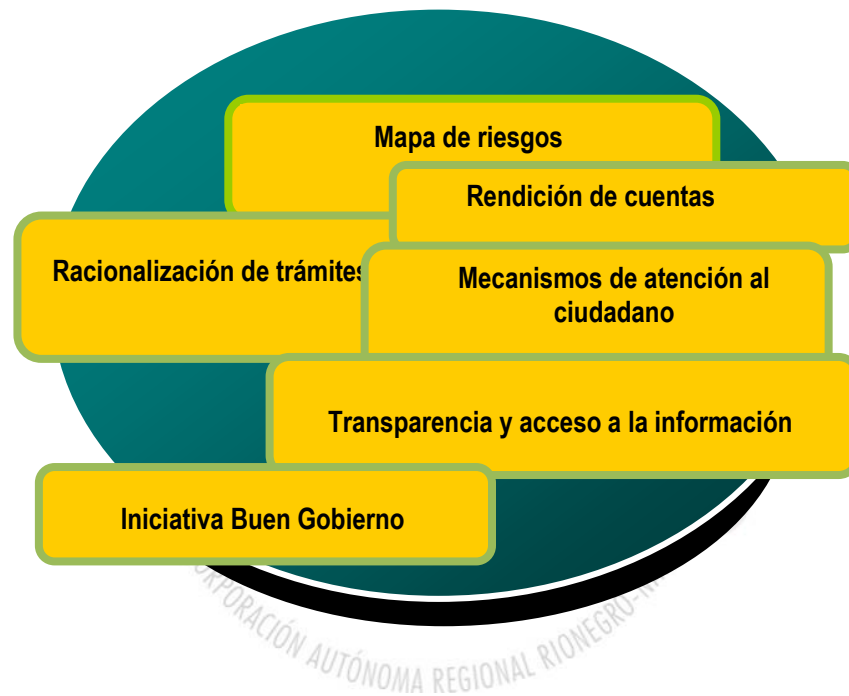 Mapa de riesgos
Rendición de cuentas
Racionalización de trámites
Mecanismos de atención al
ciudadano
Transparencia y acceso a la información
Iniciativa Buen Gobierno
CORPORACIÓN AUTÓNOMA REGIONAL RIONEGRO-